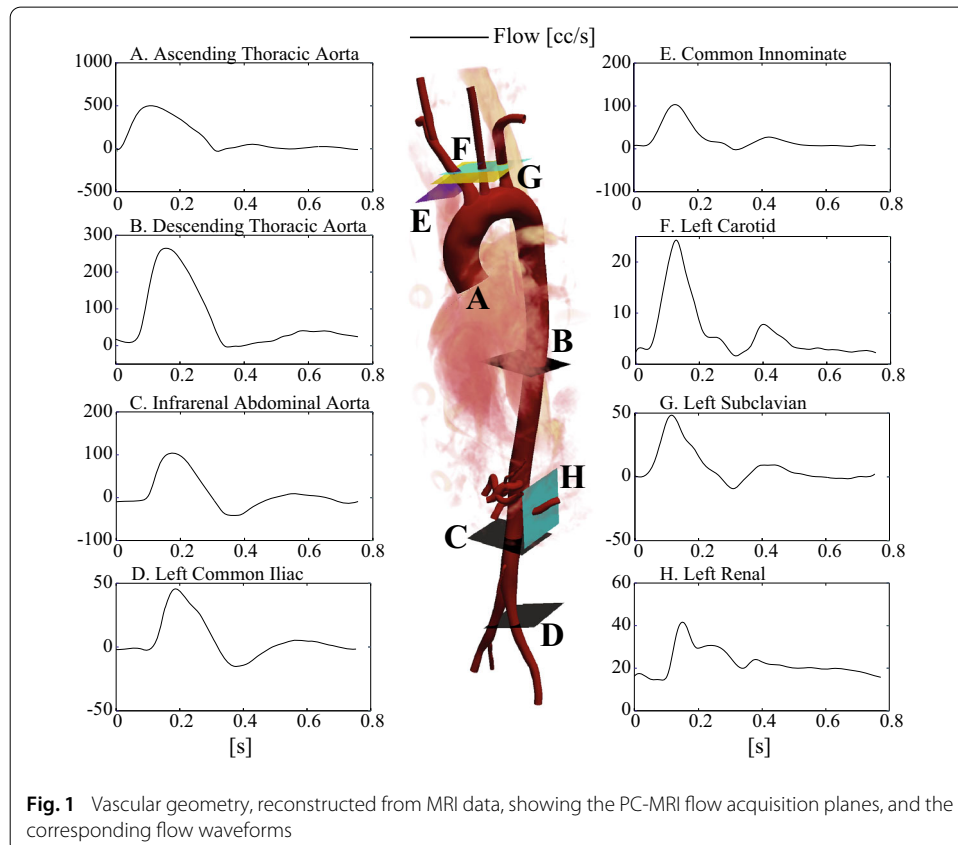 Flow [cc/s]
A. Ascending Thoracic Aorta
1000
500
0
-500
0 0.2 0.4 0.6 0.8
B. Descending Thoracic Aorta
300
200
100
0
0 0.2 0.4 0.6 0.8
C. Infrarenal Abdominal Aorta
200
100
0
-100
0 0.2 0.4 0.6 0.8
D. Left Common Iliac
50
0
-50
0 0.2 0.4 0.6 0.8
[s]
F
G
E
A
B
H
C
D
E. Common Innominate
200
100
0
-100
0 0.2 0.4 0.6 0.8
F. Left Carotid
20
10
0
0 0.2 0.4 0.6 0.8
G. Left Subclavian
50
0
-50
0 0.2 0.4 0.6 0.8
H. Left Renal
60
40
20
0
0 0.2 0.4 0.6 0.8
[s]
Fig. 1 Vascular geometry, reconstructed from MRI data, showing the PC-MRI flow acquisition planes, and the
corresponding flow waveforms